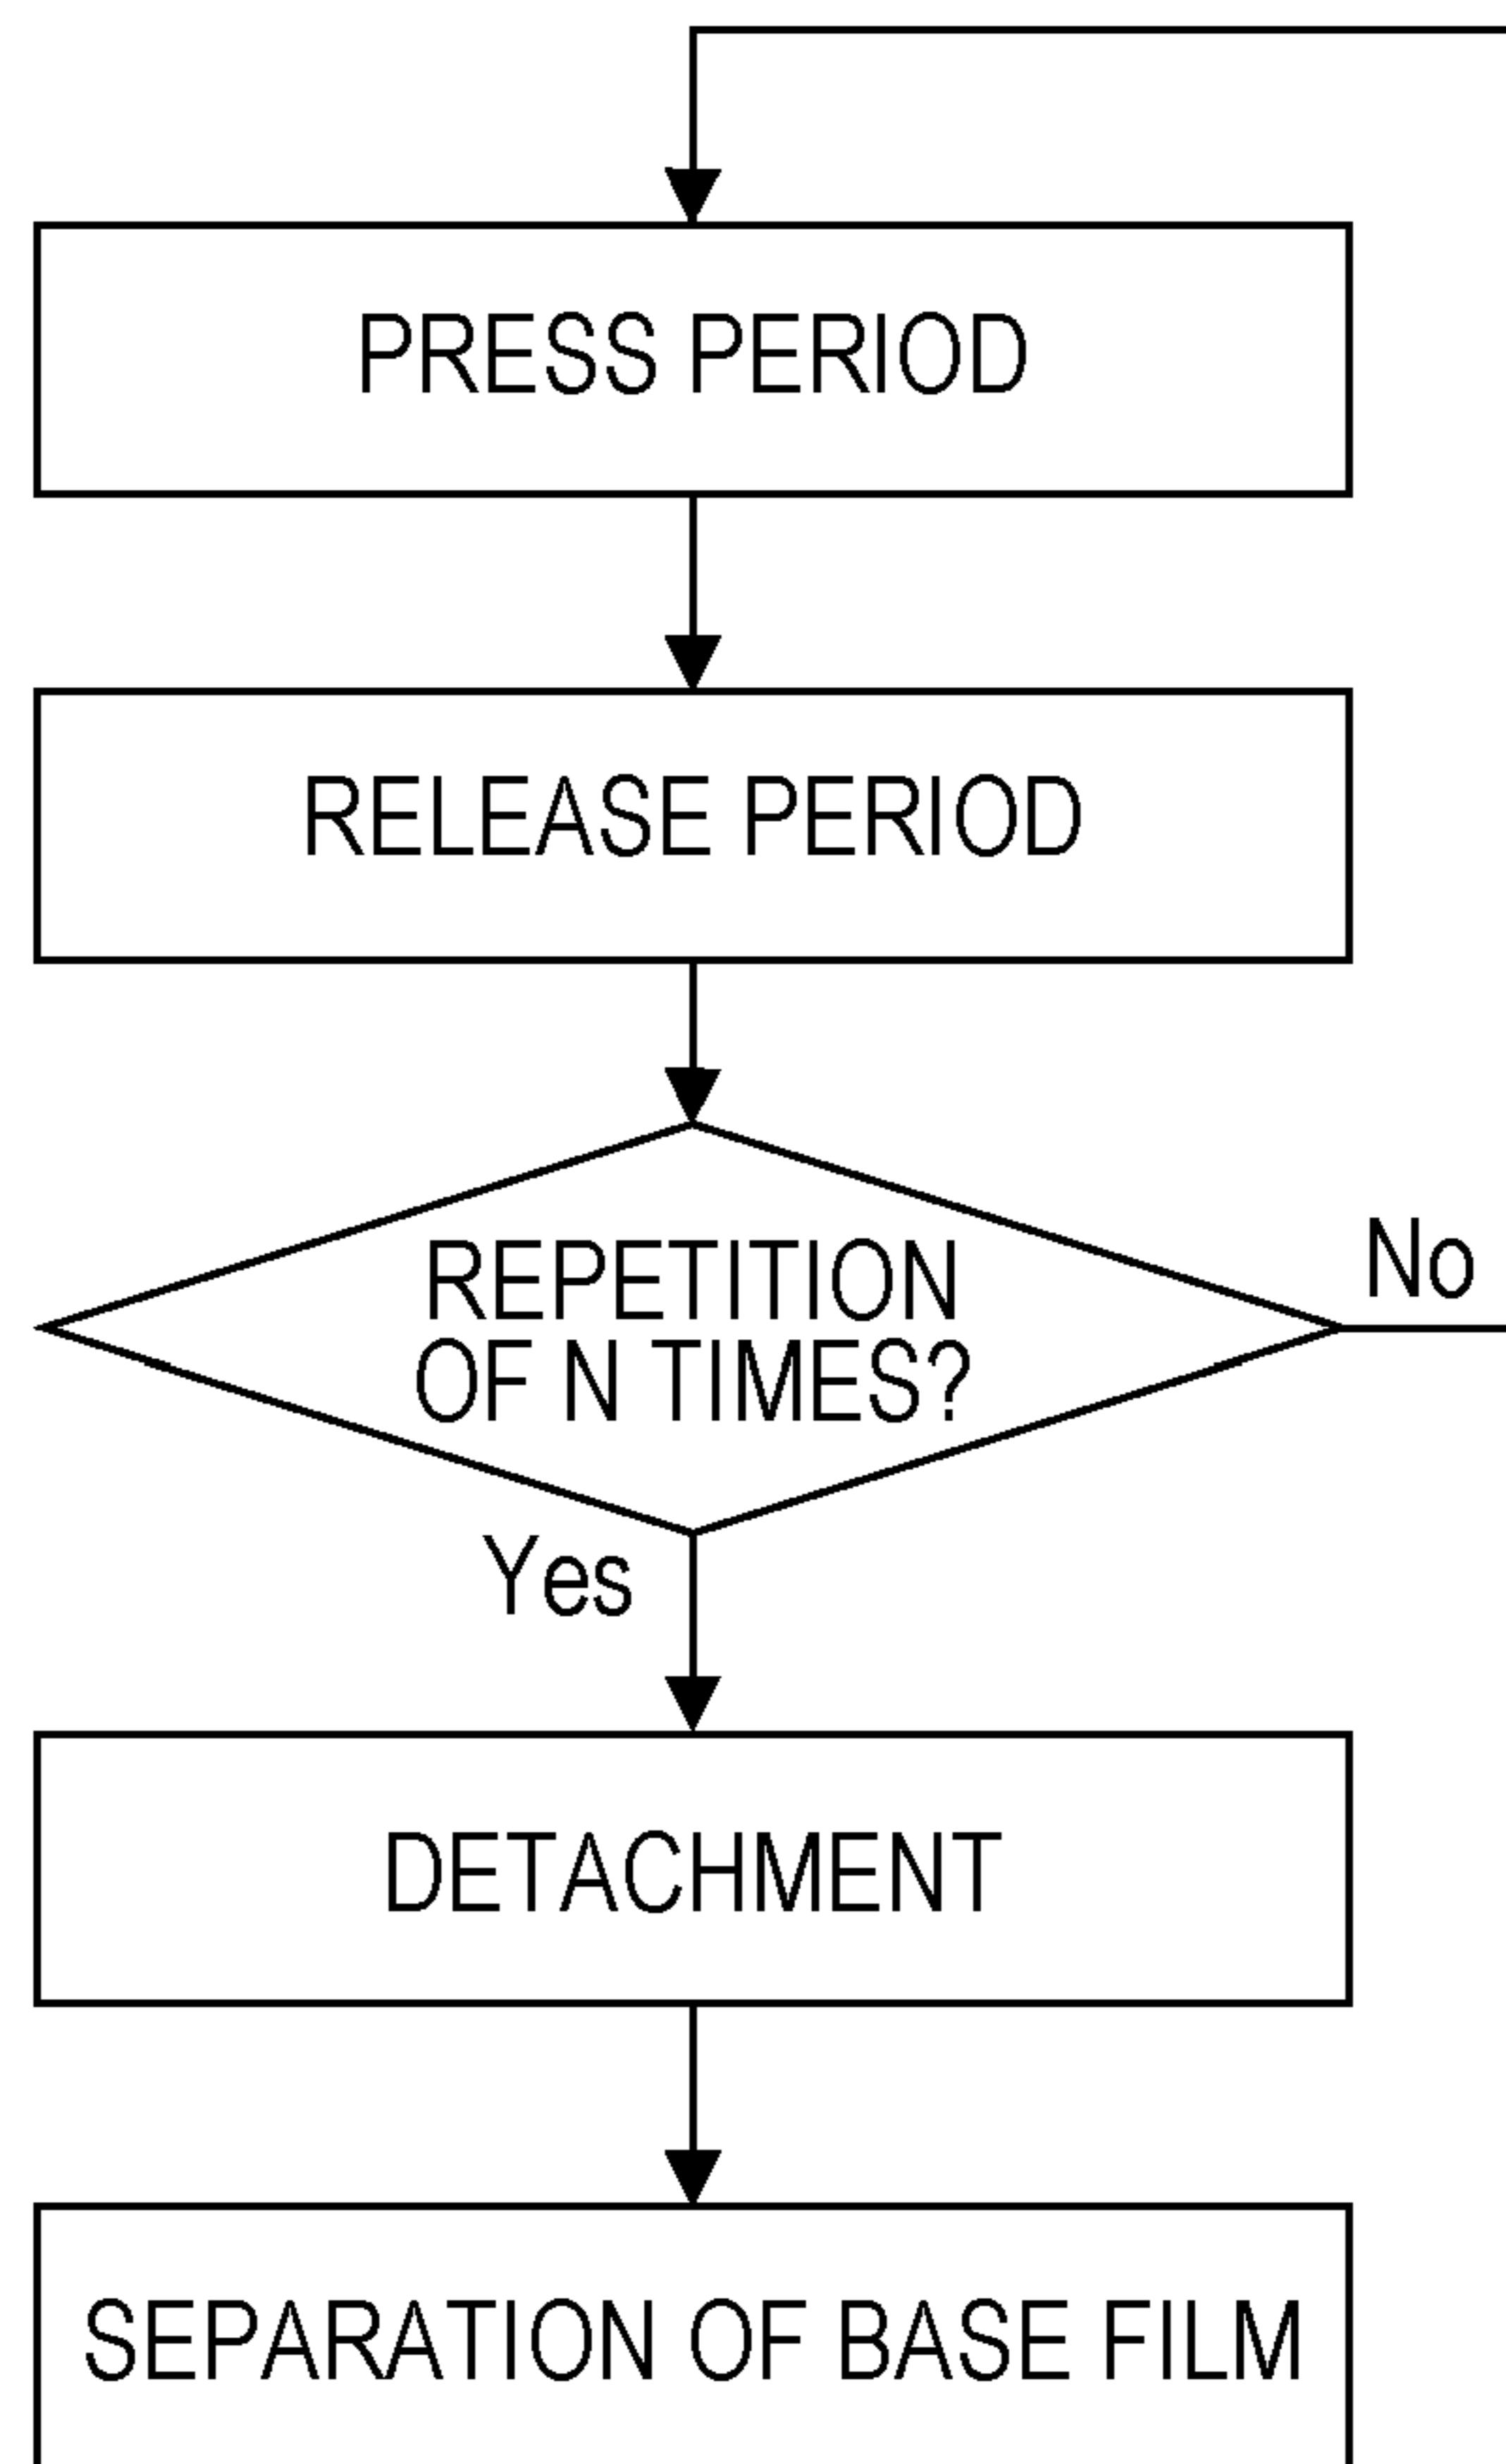 PRESS PERIOD
RELEASE PERIOD
REPETITION
OF N TIMES?
No
Yes
DETACHMENT
SEPARATION OF BASE FILM